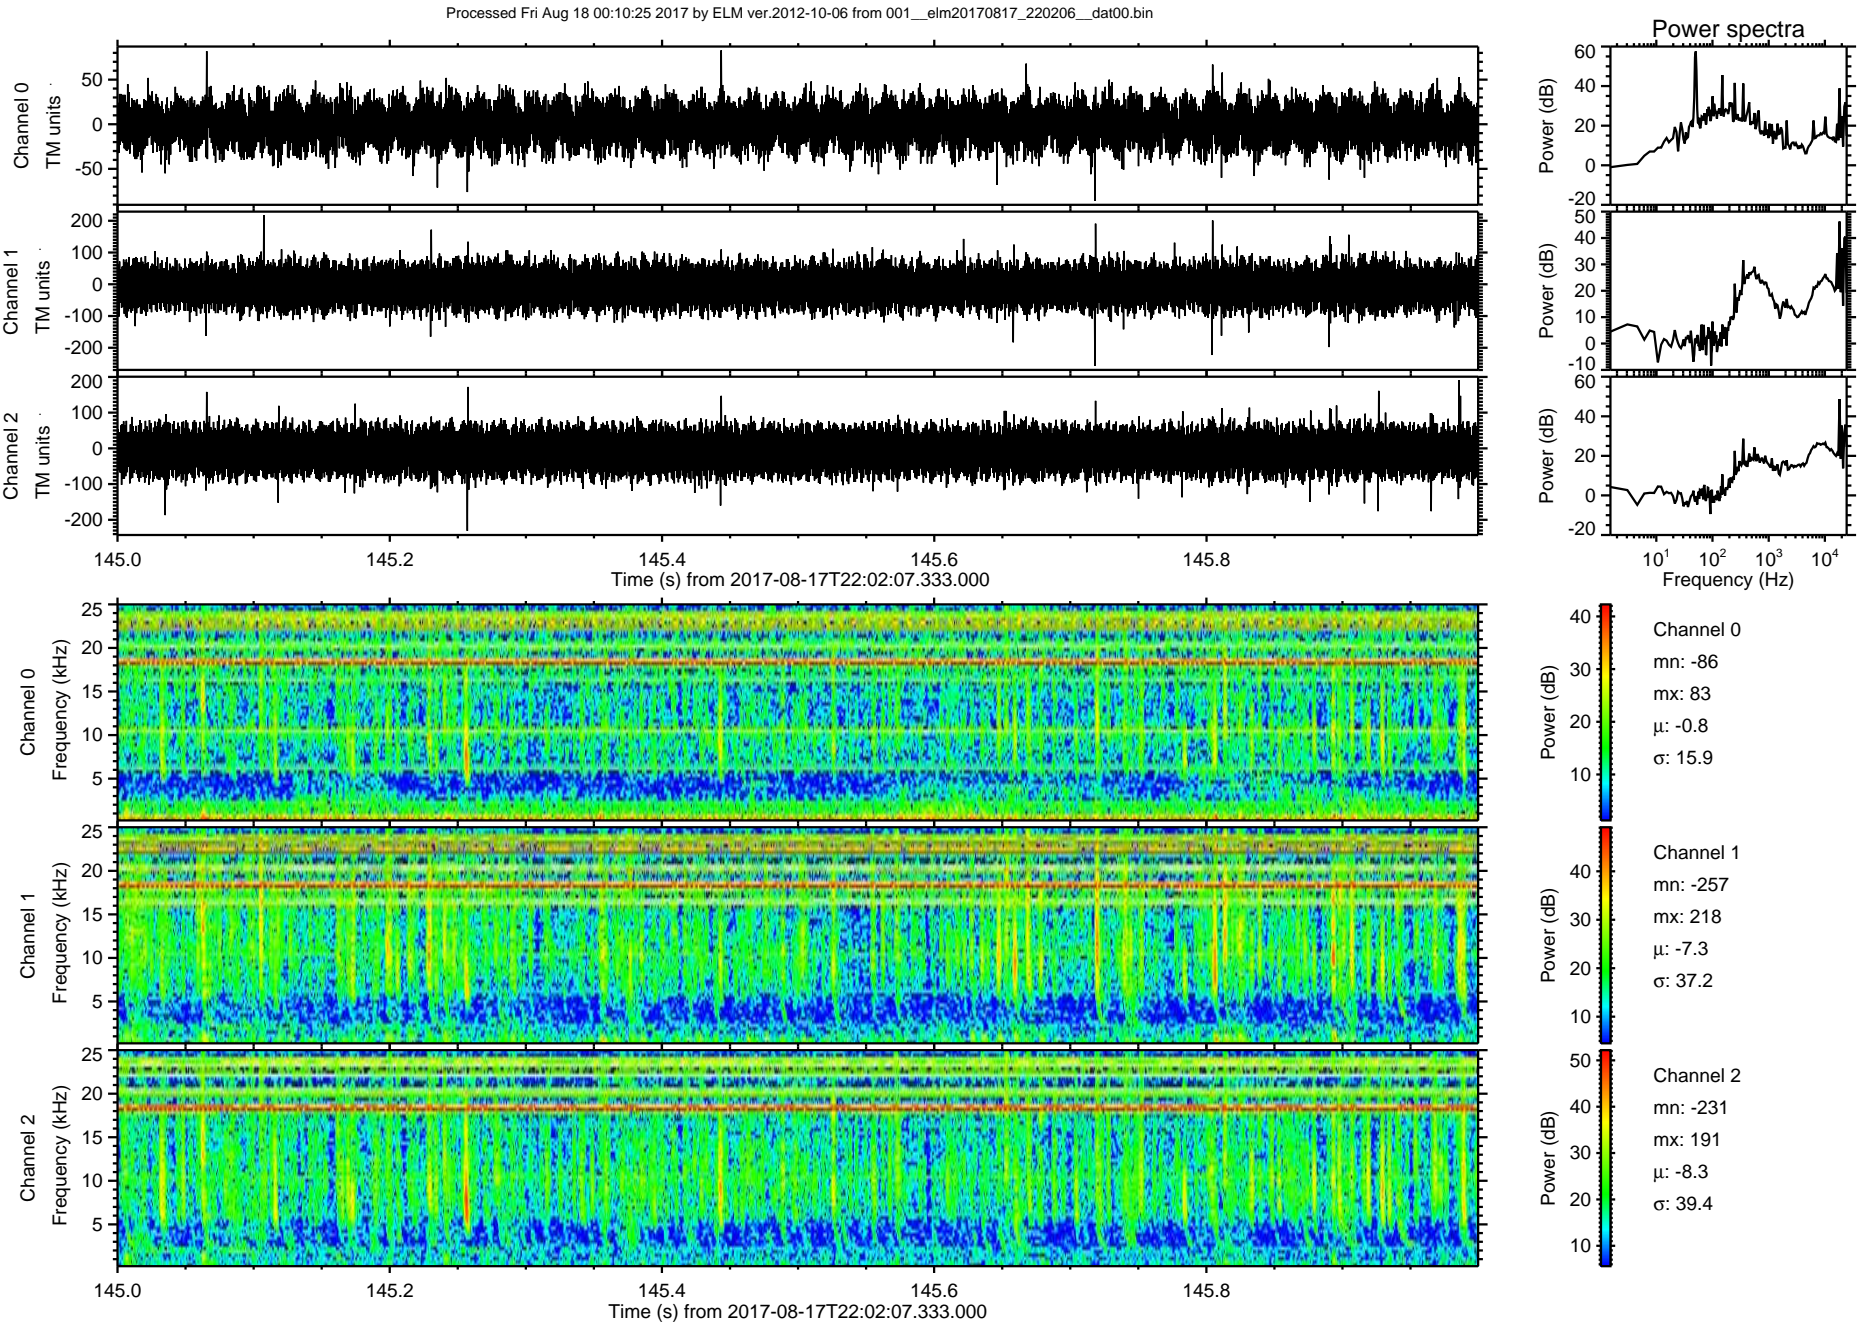 Processed Fri Aug 18 00:10:25 2017 by ELM ver.2012-10-06 from 001__elm20170817_220206__dat00.bin
Power spectra
Channel 0
TM units
50
0
-50
Power (dB)
60
40
20
0
-20
Channel 1
TM units
200
100
0
-100
-200
Power (dB)
50
40
30
20
10
0
-10
Channel 2
TM units
200
100
0
-100
-200
Power (dB)
60
40
20
0
-20
145.0 145.2 145.4 145.6 145.8
Time (s) from 2017-08-17T22:02:07.333.000
10¹ 10² 10³ 10⁴
Frequency (Hz)
Channel 0
Frequency (kHz)
25
20
15
10
5
Power (dB)
40
30
20
10
Channel 0
mn: -86
mx: 83
μ: -0.8
σ: 15.9
Channel 1
Frequency (kHz)
25
20
15
10
5
Power (dB)
40
30
20
10
Channel 1
mn: -257
mx: 218
μ: -7.3
σ: 37.2
Channel 2
Frequency (kHz)
25
20
15
10
5
Power (dB)
50
40
30
20
10
Channel 2
mn: -231
mx: 191
μ: -8.3
σ: 39.4
145.0 145.2 145.4 145.6 145.8
Time (s) from 2017-08-17T22:02:07.333.000